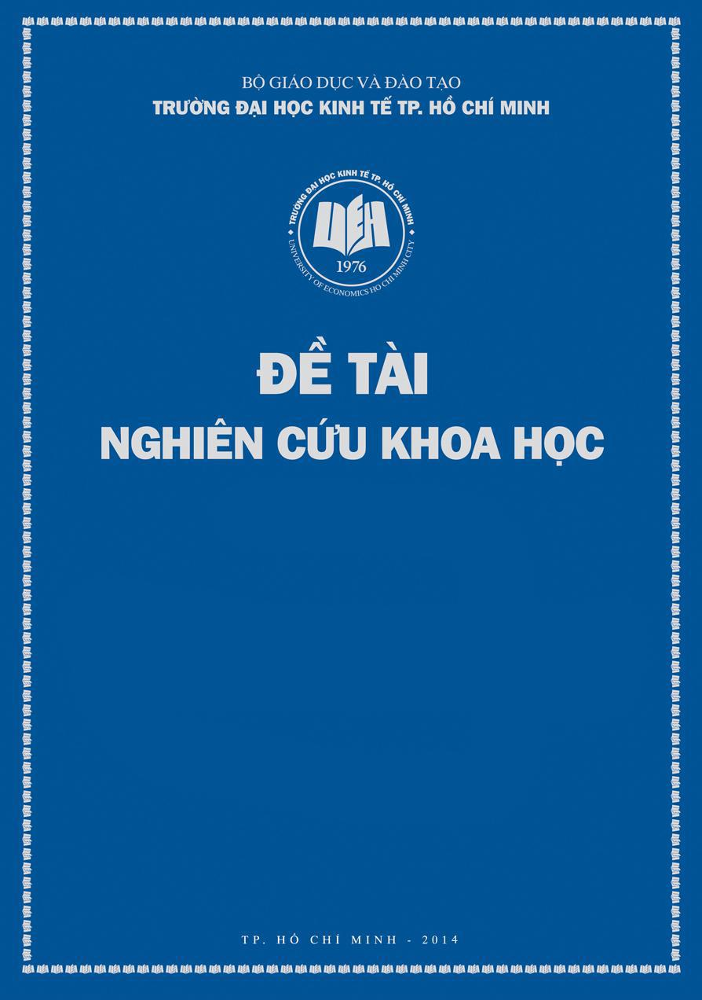 BỘ GIÁO DỤC VÀ ĐÀO TẠO
TRƯỜNG ĐẠI HỌC KINH TẾ TP. HỒ CHÍ MINH
TRƯỜNG ĐẠI HỌC KINH TẾ TP. HỒ CHÍ MINH
UEH
1976
UNIVERSITY OF ECONOMICS HO CHI MINH CITY
ĐỀ TÀI
NGHIÊN CỨU KHOA HỌC
TP. HỒ CHÍ MINH - 2014